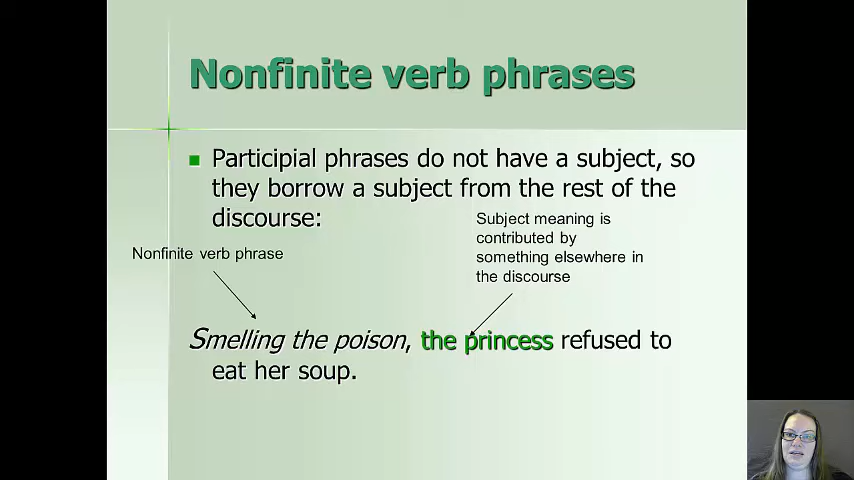 Nonfinite verb phrases
Participial phrases do not have a subject, so
they borrow a subject from the rest of the
discourse:
Subject meaning is
contributed by
something elsewhere in
the discourse
Nonfinite verb phrase
Smelling the poison, the princess refused to
eat her soup.